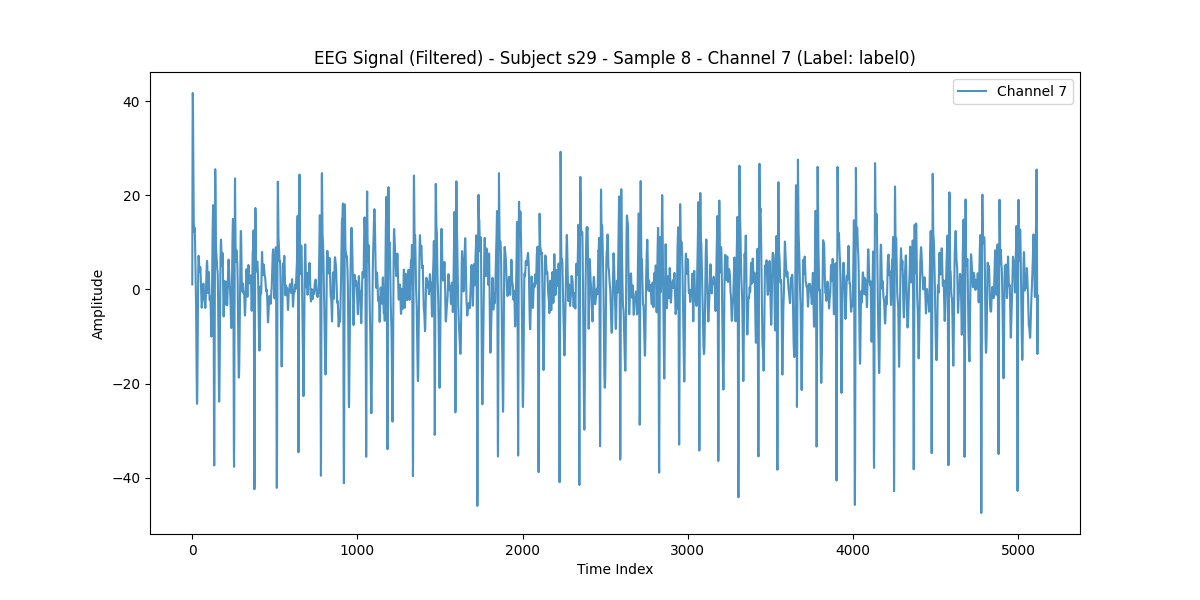 EEG Signal (Filtered) - Subject s29 - Sample 8 - Channel 7 (Label: label0)
Channel 7
40
20
0
−20
−40
Amplitude
0
1000
2000
3000
4000
5000
Time Index